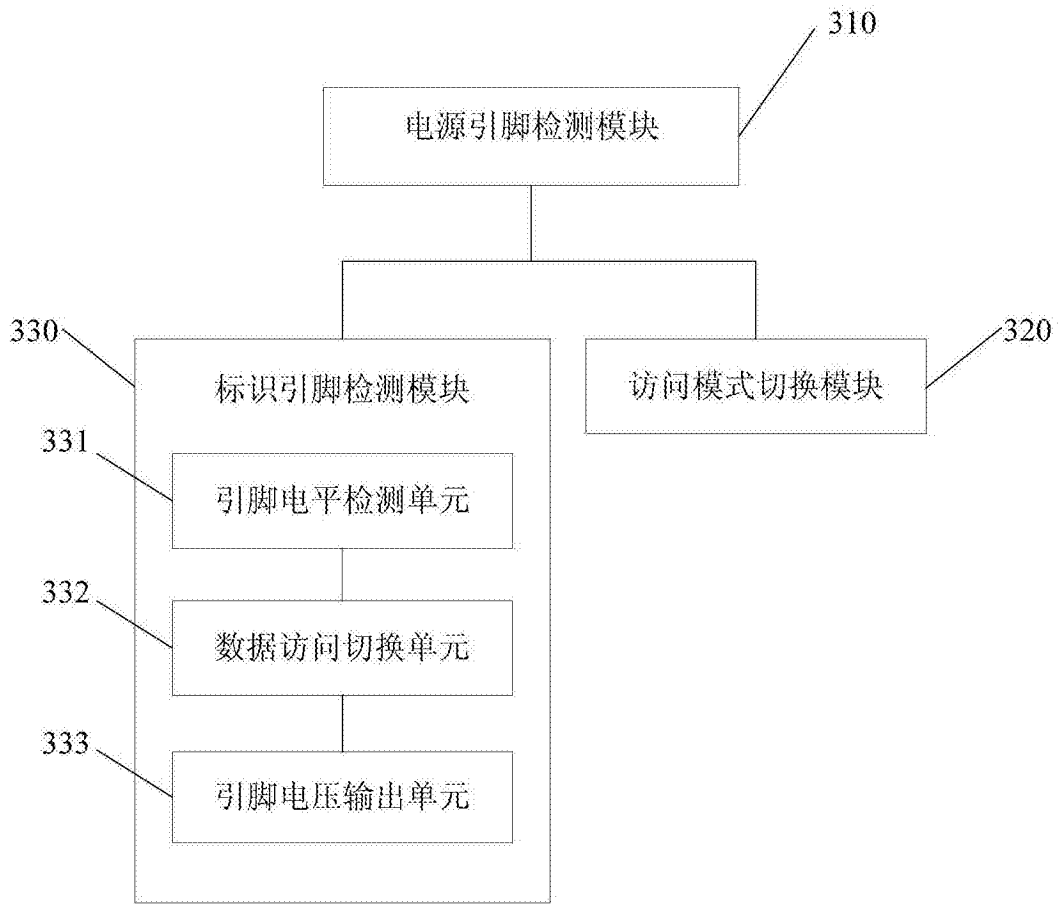 310
电源引脚检测模块
330
320
标识引脚检测模块
访问模式切换模块
331
引脚电平检测单元
332
数据访问切换单元
333
引脚电压输出单元